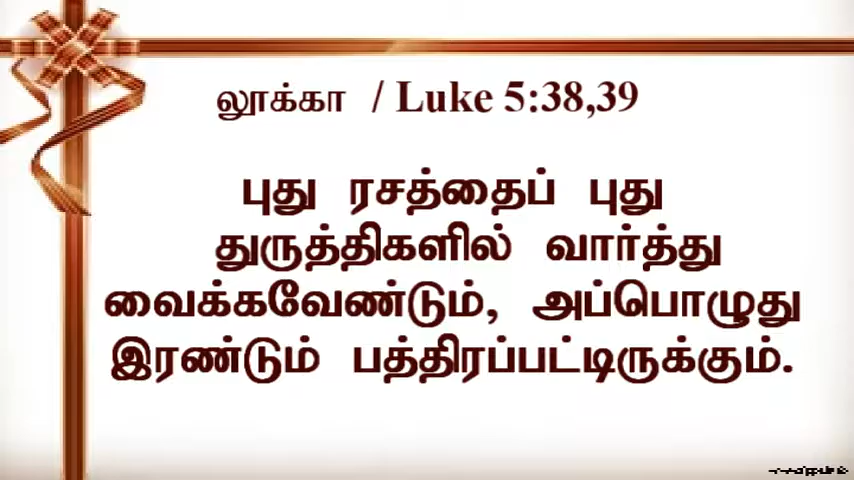 லூக்கா / Luke 5:38,39
புது ரசத்தைப் புது
துருத்திகளில் வார்த்து
வைக்கவேண்டும், அப்பொழுது
இரண்டும் பத்திரப்பட்டிருக்கும்.